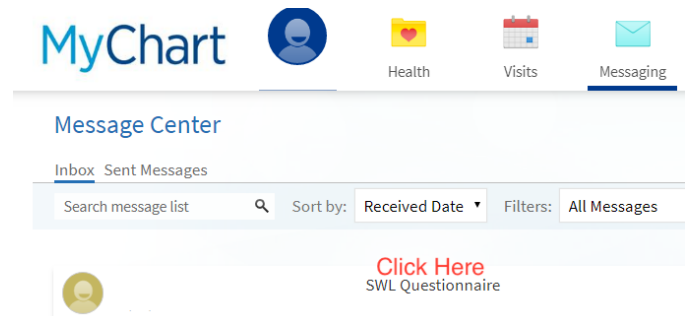 MyChart
Health Visits Messaging
Message Center
Inbox Sent Messages
Search message list Sort by: Received Date Filters: All Messages
Click Here
SWL Questionnaire